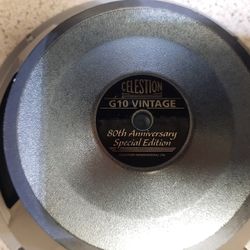 CELESTION
G10 VINTAGE
80th Anniversary
Special Edition